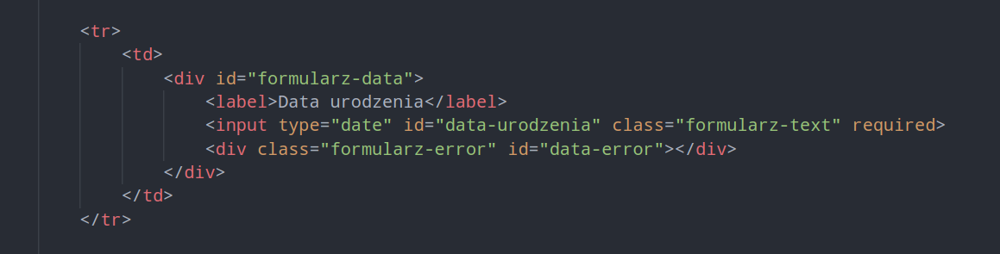 <tr>
<td>
<div id="formularz-data">
<label>Data urodzenia</label>
<input type="date" id="data-urodzenia" class="formularz-text" required>
<div class="formularz-error" id="data-error"></div>
</div>
</td>
</tr>